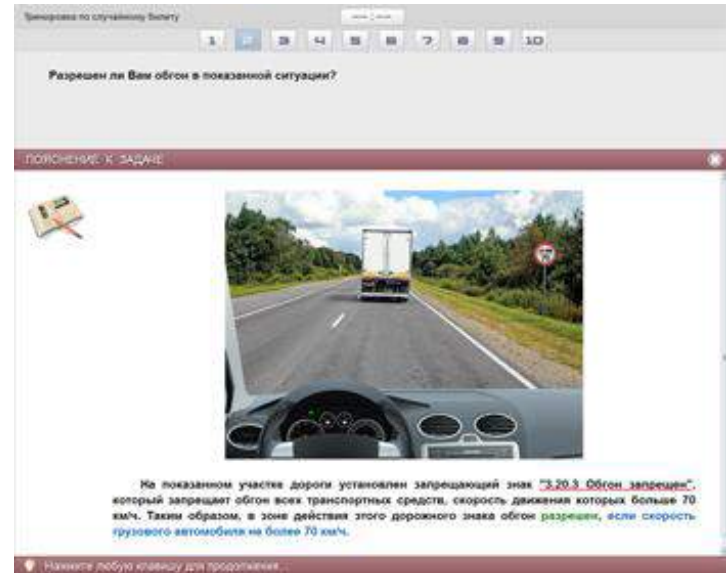 Тренировка по случайному билету
1 2 3 4 5 6 7 8 9 10
Разрешен ли Вам обгон в показанной ситуации?
ПОЯСНЕНИЕ К ЗАДАЧЕ
На показанном участке дороги установлен запрещающий знак "3.20.3 Обгон запрещен",
который запрещает обгон всех транспортных средств, скорость движения которых больше 70
км/ч. Таким образом, в зоне действия этого дорожного знака обгон разрешен, если скорость
грузового автомобиля не более 70 км/ч.
Нажмите любую клавишу для продолжения...